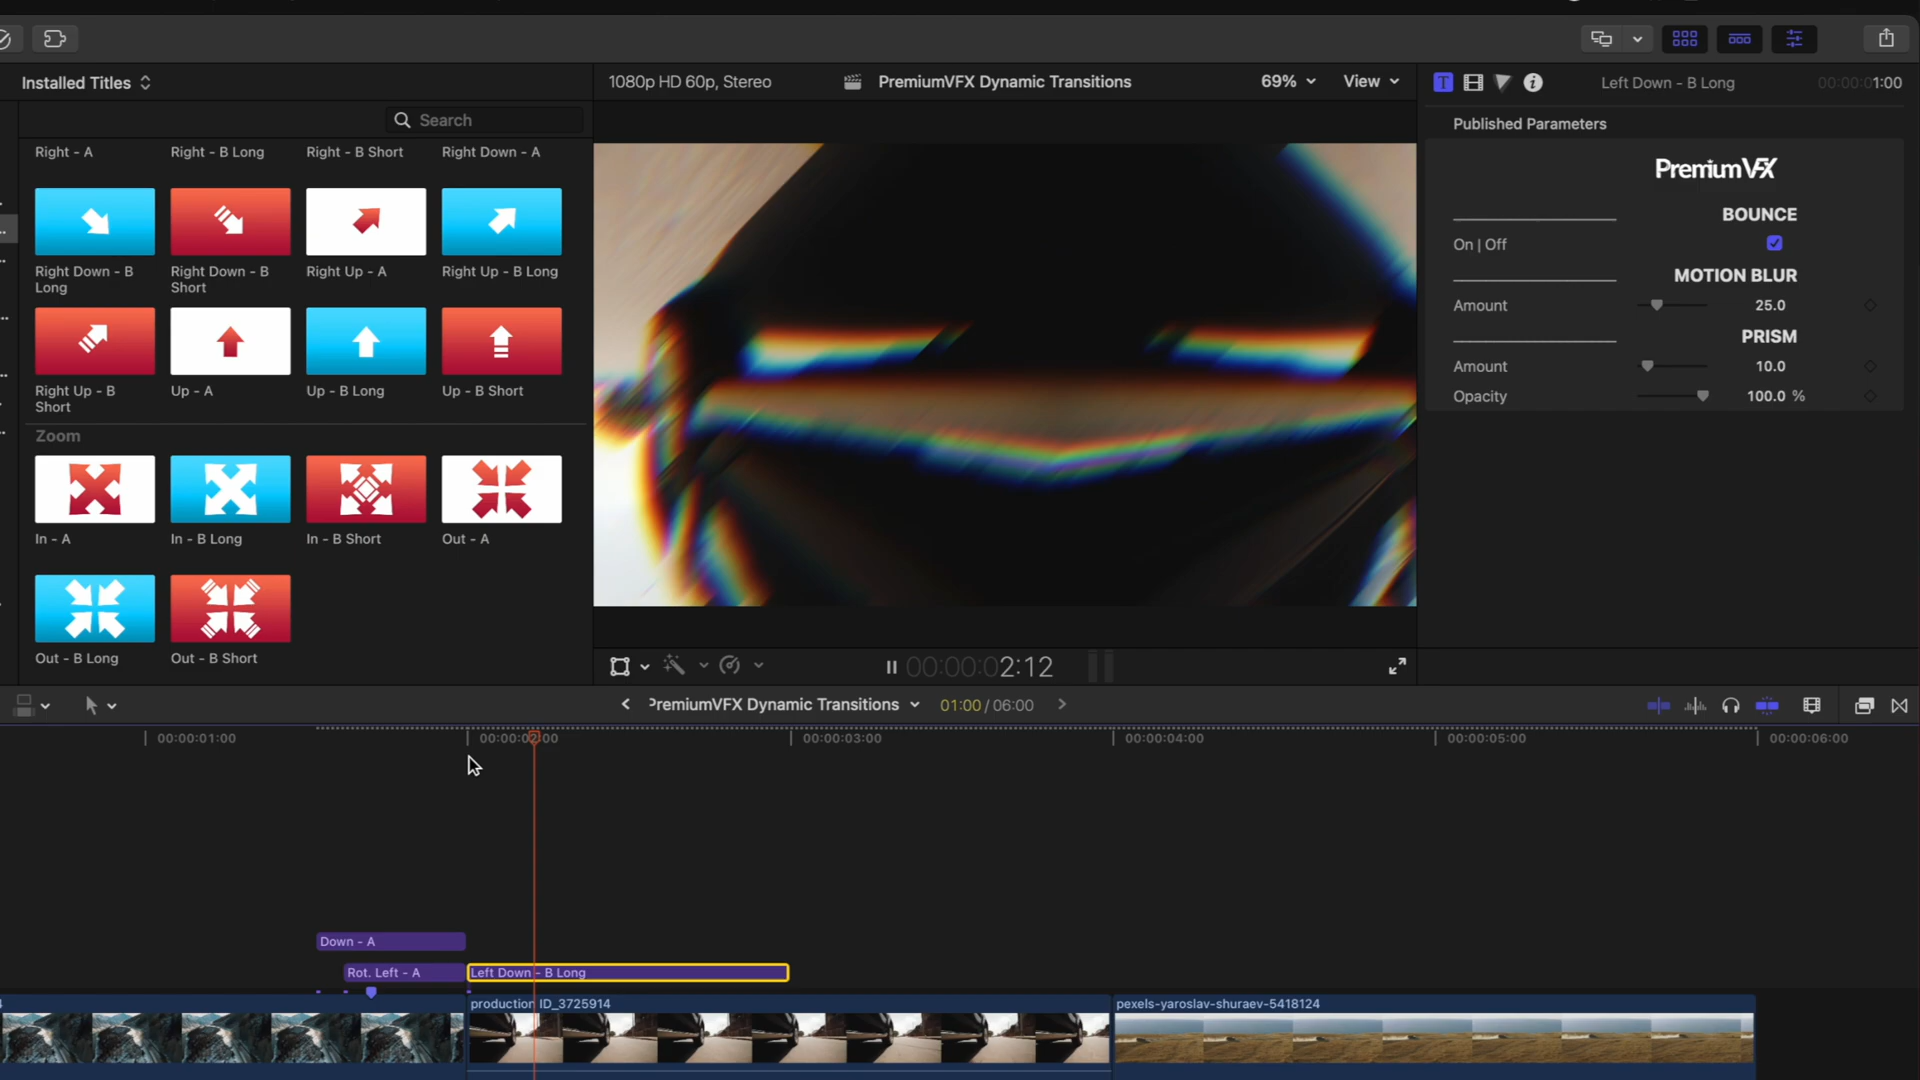 Installed Titles
Search
Right - A
Right - B Long
Right - B Short
Right Down - A
Right Down - B
Long
Right Down - B
Short
Right Up - A
Right Up - B Long
Right Up - B
Short
Up - A
Up - B Long
Up - B Short
Zoom
In - A
In - B Long
In - B Short
Out - A
Out - B Long
Out - B Short
1080p HD 60p, Stereo
PremiumVFX Dynamic Transitions
69%
View
00:00:02:12
Left Down - B Long
00:00:01:00
Published Parameters
PremiumVFX
BOUNCE
On | Off
MOTION BLUR
Amount
25.0
PRISM
Amount
10.0
Opacity
100.0 %
PremiumVFX Dynamic Transitions
01:00 / 06:00
00:00:01:00
00:00:02:00
00:00:03:00
00:00:04:00
00:00:05:00
00:00:06:00
Down - A
Rot. Left - A
Left Down - B Long
production ID_3725914
pexels-yaroslav-shuraev-5418124